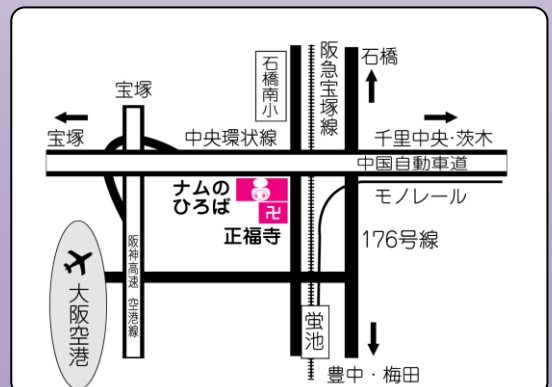 石橋南小
阪急宝塚線
石橋
宝塚
宝塚
中央環状線
千里中央・茨木
中国自動車道
ナムの
ひろば
卍
正福寺
モノレール
176号線
阪神高速 空港線
大阪空港
蛍池
豊中・梅田